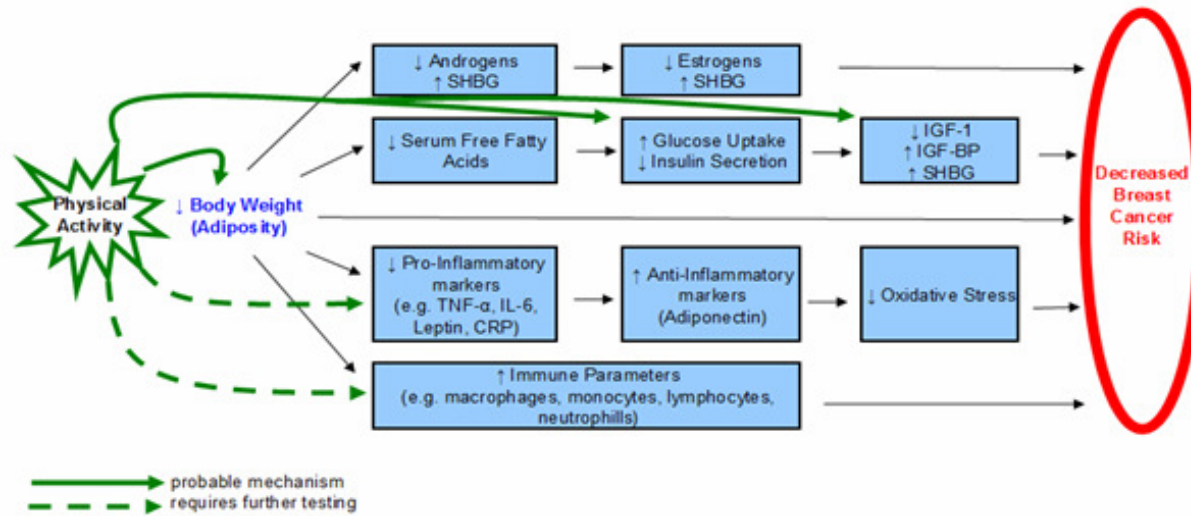 ↓ Androgens
↑ SHBG
↓ Estrogens
↑ SHBG
↓ Serum Free Fatty
Acids
↑ Glucose Uptake
↓ Insulin Secretion
↓ IGF-1
↑ IGF-BP
↑ SHBG
Physical
Activity
↓ Body Weight
(Adiposity)
Decreased
Breast
Cancer
Risk
↓ Pro-Inflammatory
markers
(e.g. TNF-α, IL-6,
Leptin, CRP)
↑ Anti-Inflammatory
markers
(Adiponectin)
↓ Oxidative Stress
↑ Immune Parameters
(e.g. macrophages, monocytes, lymphocytes,
neutrophills)
probable mechanism
requires further testing